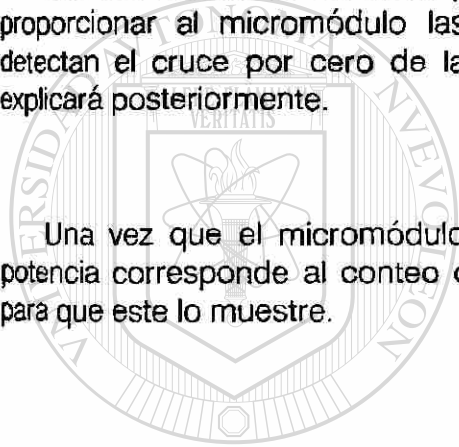 proporcionar al micromódulo las
detectan el cruce por cero de la
explicará posteriormente.
VERITATIS
Una vez que el micromódulo
potencia corresponde al conteo
para que este lo muestre.